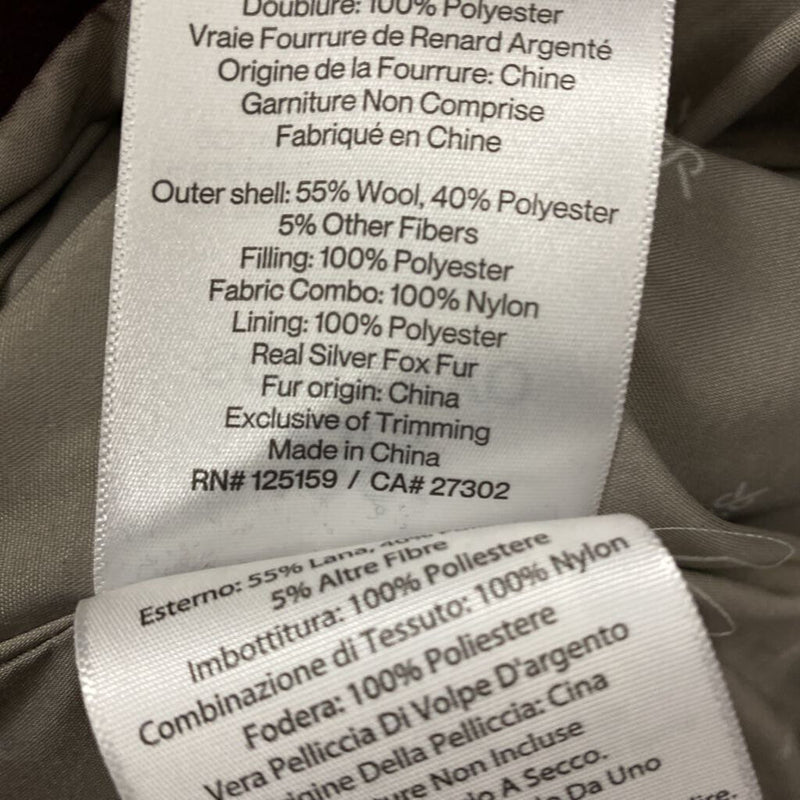 Doublure: 100% Polyester
Vraie Fourrure de Renard Argenté
Origine de la Fourrure: Chine
Garniture Non Comprise
Fabriqué en Chine
Outer shell: 55% Wool, 40% Polyester
5% Other Fibers
Filling: 100% Polyester
Fabric Combo: 100% Nylon
Lining: 100% Polyester
Real Silver Fox Fur
Fur origin: China
Exclusive of Trimming
Made in China
RN# 125159 / CA# 27302
Esterno: 55% Lana, 40%
5% Altre Fibre
Imbottitura: 100% Poliestere
Combinazione di Tessuto: 100% Nylon
Fodera: 100% Poliestere
Vera Pelliccia Di Volpe D'argento
Della Pelliccia: Cina
Non Incluse
A Secco.
Da Uno